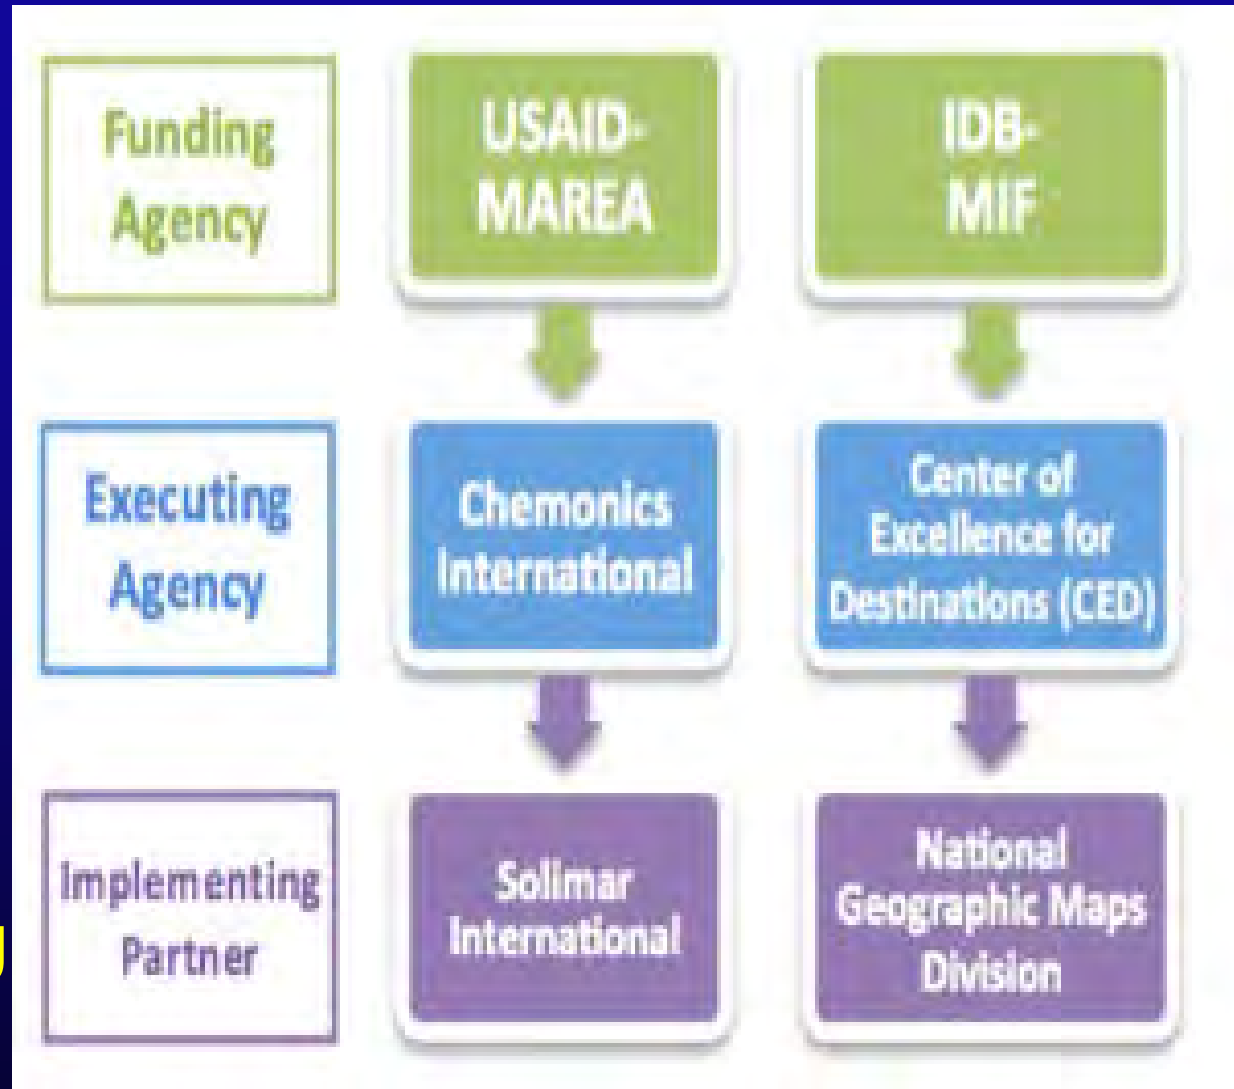 Funding
Agency
USAID-
MAREA
IDB-
MIF
Executing
Agency
Chemonics
International
Center of
Excellence for
Destinations (CED)
Implementing
Partner
Solimar
International
National
Geographic Maps
Division